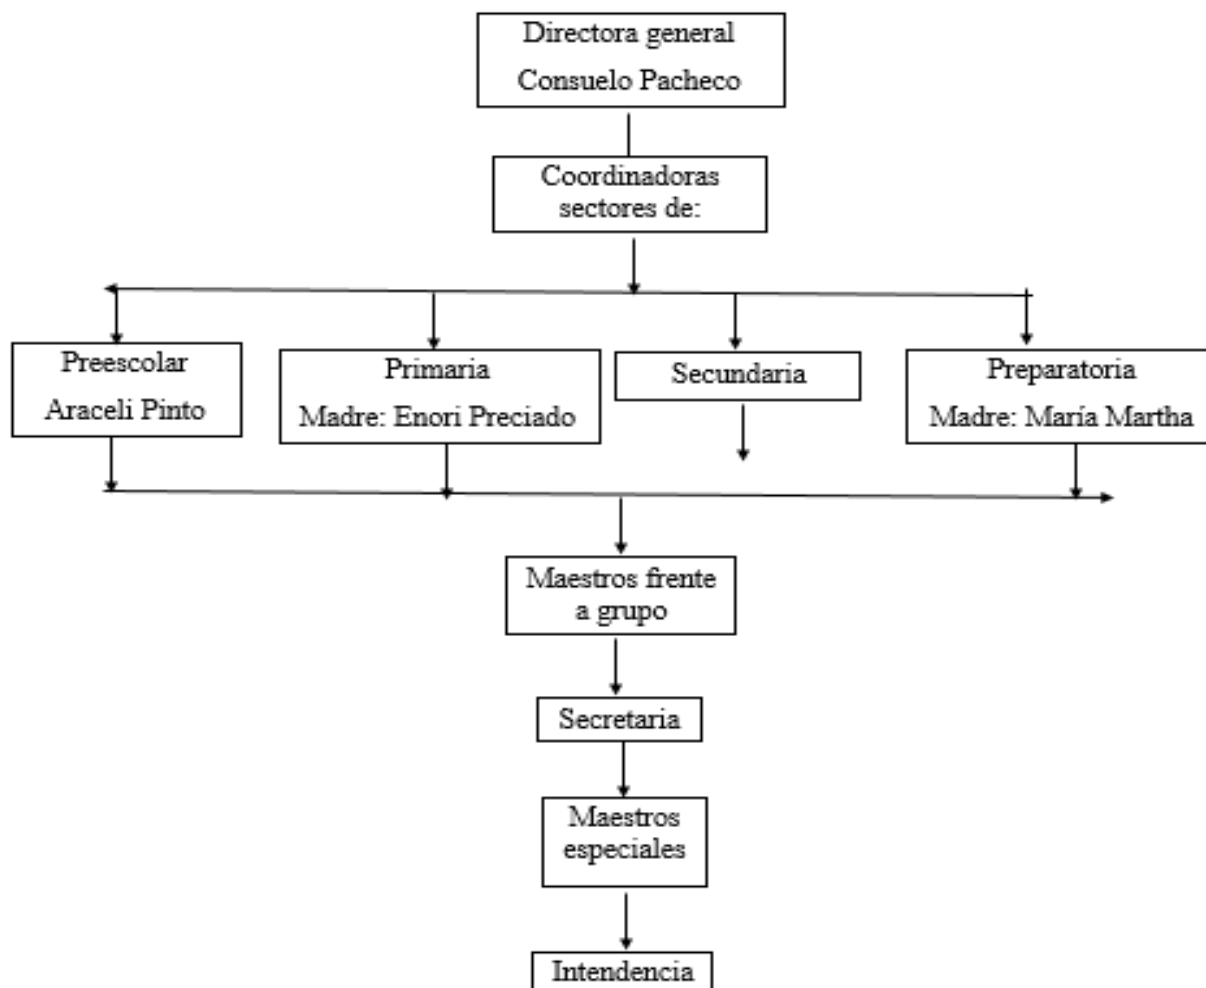 Directora general
Consuelo Pacheco
Coordinadoras
sectores de:
Preescolar
Araceli Pinto
Primaria
Madre: Enori Preciado
Secundaria
Preparatoria
Madre: María Martha
Maestros frente
a grupo
Secretaria
Maestros
especiales
Intendencia